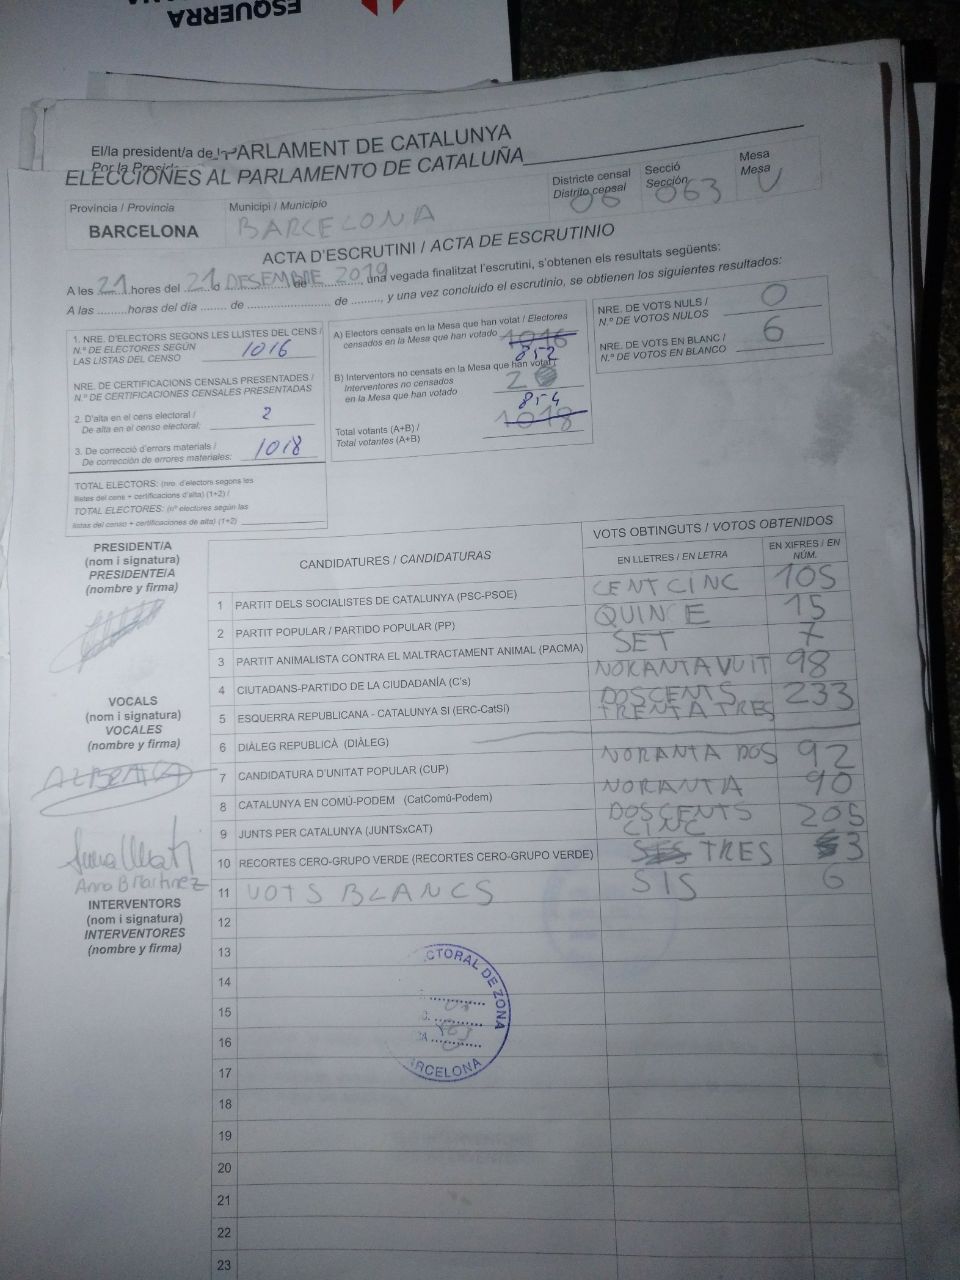 ESQUERRA
El/la president/a de
PARLAMENT DE CATALUNYA
Por la
ELECCIONES AL PARLAMENTO DE CATALUÑA
Província / Provincia
BARCELONA
Municipi / Municipio
BARCELONA
Districte censal
Distrito censal
06
Secció
Sección
063
Mesa
Mesa
U
ACTA D'ESCRUTINI / ACTA DE ESCRUTINIO
A les 21 hores del 21 DESEMBRE una vegada finalitzat l'escrutini, s'obtenen els resultats següents:
A las ......... horas del día ........ de ........................ de ........, y una vez concluido el escrutinio, se obtienen los siguientes resultados:
1. NRE. D'ELECTORS SEGONS LES LLISTES DEL CENS /
N.º DE ELECTORES SEGÚN
LAS LISTAS DEL CENSO 1016
NRE. DE CERTIFICACIONS CENSALS PRESENTADES /
N.º DE CERTIFICACIONES CENSALES PRESENTADAS
2. D'alta en el cens electoral /
De alta en el censo electoral: 2
3. De correcció d'errors materials /
De corrección de errores materiales: 1018
TOTAL ELECTORS: (nre. d'electors segons les
llistes del cens + certificacions d'alta) (1+2) /
TOTAL ELECTORES: (nº electores según las
listas del censo + certificaciones de alta) (1+2)
A) Electors censats en la Mesa que han votat / Electores
censados en la Mesa que han votado 1016
852
B) Interventors no censats en la Mesa que han votat /
Interventores no censados
en la Mesa que han votado
2
854
Total votants (A+B) /
Total votantes (A+B)
1018
NRE. DE VOTS NULS /
N.º DE VOTOS NULOS
0
NRE. DE VOTS EN BLANC /
N.º DE VOTOS EN BLANCO
6
PRESIDENT/A
(nom i signatura)
PRESIDENTE/A
(nombre y firma)
VOCALS
(nom i signatura)
VOCALES
(nombre y firma)
Anna B Martinez
INTERVENTORS
(nom i signatura)
INTERVENTORES
(nombre y firma)
CANDIDATURES / CANDIDATURAS
VOTS OBTINGUTS / VOTOS OBTENIDOS
EN LLETRES / EN LETRA
EN XIFRES / EN NÚM.
1 PARTIT DELS SOCIALISTES DE CATALUNYA (PSC-PSOE) CENT CINC 105
2 PARTIT POPULAR / PARTIDO POPULAR (PP) QUINCE 15
3 PARTIT ANIMALISTA CONTRA EL MALTRACTAMENT ANIMAL (PACMA) SET 7
4 CIUTADANS-PARTIDO DE LA CIUDADANÍA (C's) NORANTA VUIT 98
5 ESQUERRA REPUBLICANA - CATALUNYA SI (ERC-CatSí) DOSCENTS TRENTA TRES 233
6 DIÀLEG REPUBLICÀ (DIÀLEG)
7 CANDIDATURA D'UNITAT POPULAR (CUP) NORANTA DOS 92
8 CATALUNYA EN COMÚ-PODEM (CatComú-Podem) NORANTA 90
9 JUNTS PER CATALUNYA (JUNTSxCAT) DOSCENTS CINC 205
10 RECORTES CERO-GRUPO VERDE (RECORTES CERO-GRUPO VERDE) TRES 3
11 VOTS BLANCS SIS 6
12
13
14
15
16
17
18
19
20
21
22
23
CTORAL DE ZONA
RCELONA